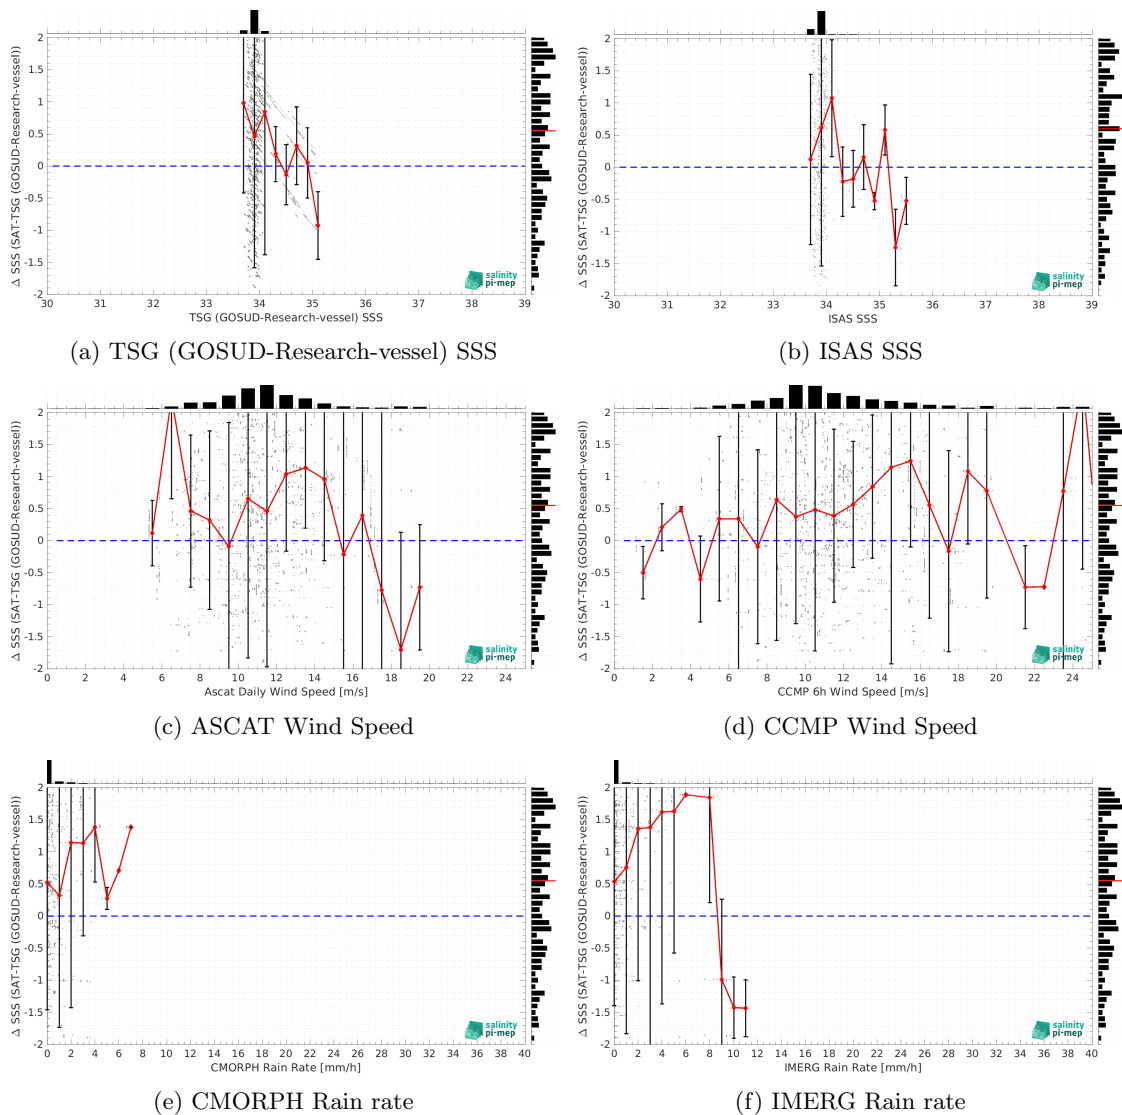 2
1.5
1
0.5
0
-0.5
-1
-1.5
-2
Δ SSS (SAT-TSG (GOSUD-Research-vessel))
30 31 32 33 34 35 36 37 38 39
TSG (GOSUD-Research-vessel) SSS
salinity
pi-mep
(a) TSG (GOSUD-Research-vessel) SSS
2
1.5
1
0.5
0
-0.5
-1
-1.5
-2
Δ SSS (SAT-TSG (GOSUD-Research-vessel))
30 31 32 33 34 35 36 37 38 39
ISAS SSS
salinity
pi-mep
(b) ISAS SSS
2
1.5
1
0.5
0
-0.5
-1
-1.5
-2
Δ SSS (SAT-TSG (GOSUD-Research-vessel))
0 2 4 6 8 10 12 14 16 18 20 22 24
Ascat Daily Wind Speed [m/s]
salinity
pi-mep
(c) ASCAT Wind Speed
2
1.5
1
0.5
0
-0.5
-1
-1.5
-2
Δ SSS (SAT-TSG (GOSUD-Research-vessel))
0 2 4 6 8 10 12 14 16 18 20 22 24
CCMP 6h Wind Speed [m/s]
salinity
pi-mep
(d) CCMP Wind Speed
2
1.5
1
0.5
0
-0.5
-1
-1.5
-2
Δ SSS (SAT-TSG (GOSUD-Research-vessel))
0 2 4 6 8 10 12 14 16 18 20 22 24 26 28 30 32 34 36 38 40
CMORPH Rain Rate [mm/h]
salinity
pi-mep
(e) CMORPH Rain rate
2
1.5
1
0.5
0
-0.5
-1
-1.5
-2
Δ SSS (SAT-TSG (GOSUD-Research-vessel))
0 2 4 6 8 10 12 14 16 18 20 22 24 26 28 30 32 34 36 38 40
IMERG Rain Rate [mm/h]
salinity
pi-mep
(f) IMERG Rain rate